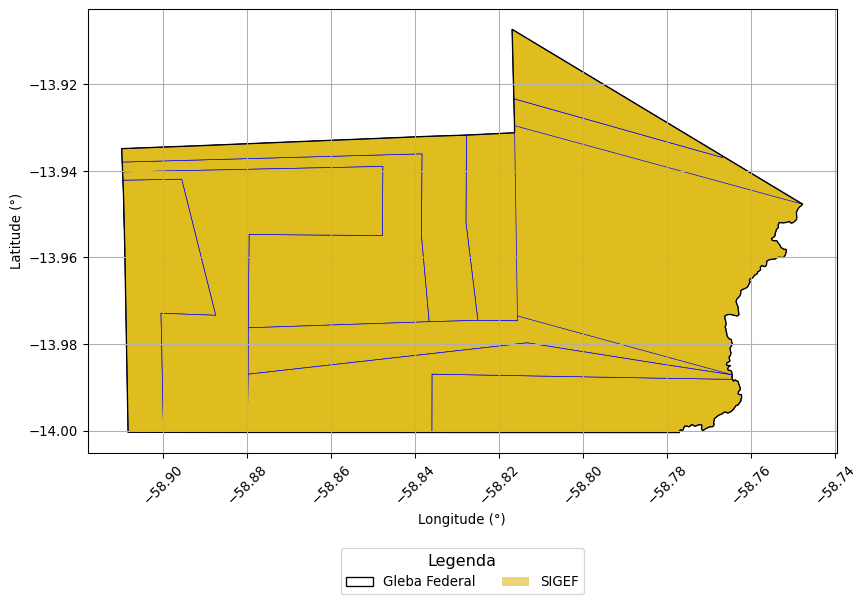 −13.92
−13.94
−13.96
−13.98
−14.00
Latitude (°)
−58.90
−58.88
−58.86
−58.84
−58.82
−58.80
−58.78
−58.76
−58.74
Longitude (°)
Legenda
Gleba Federal
SIGEF